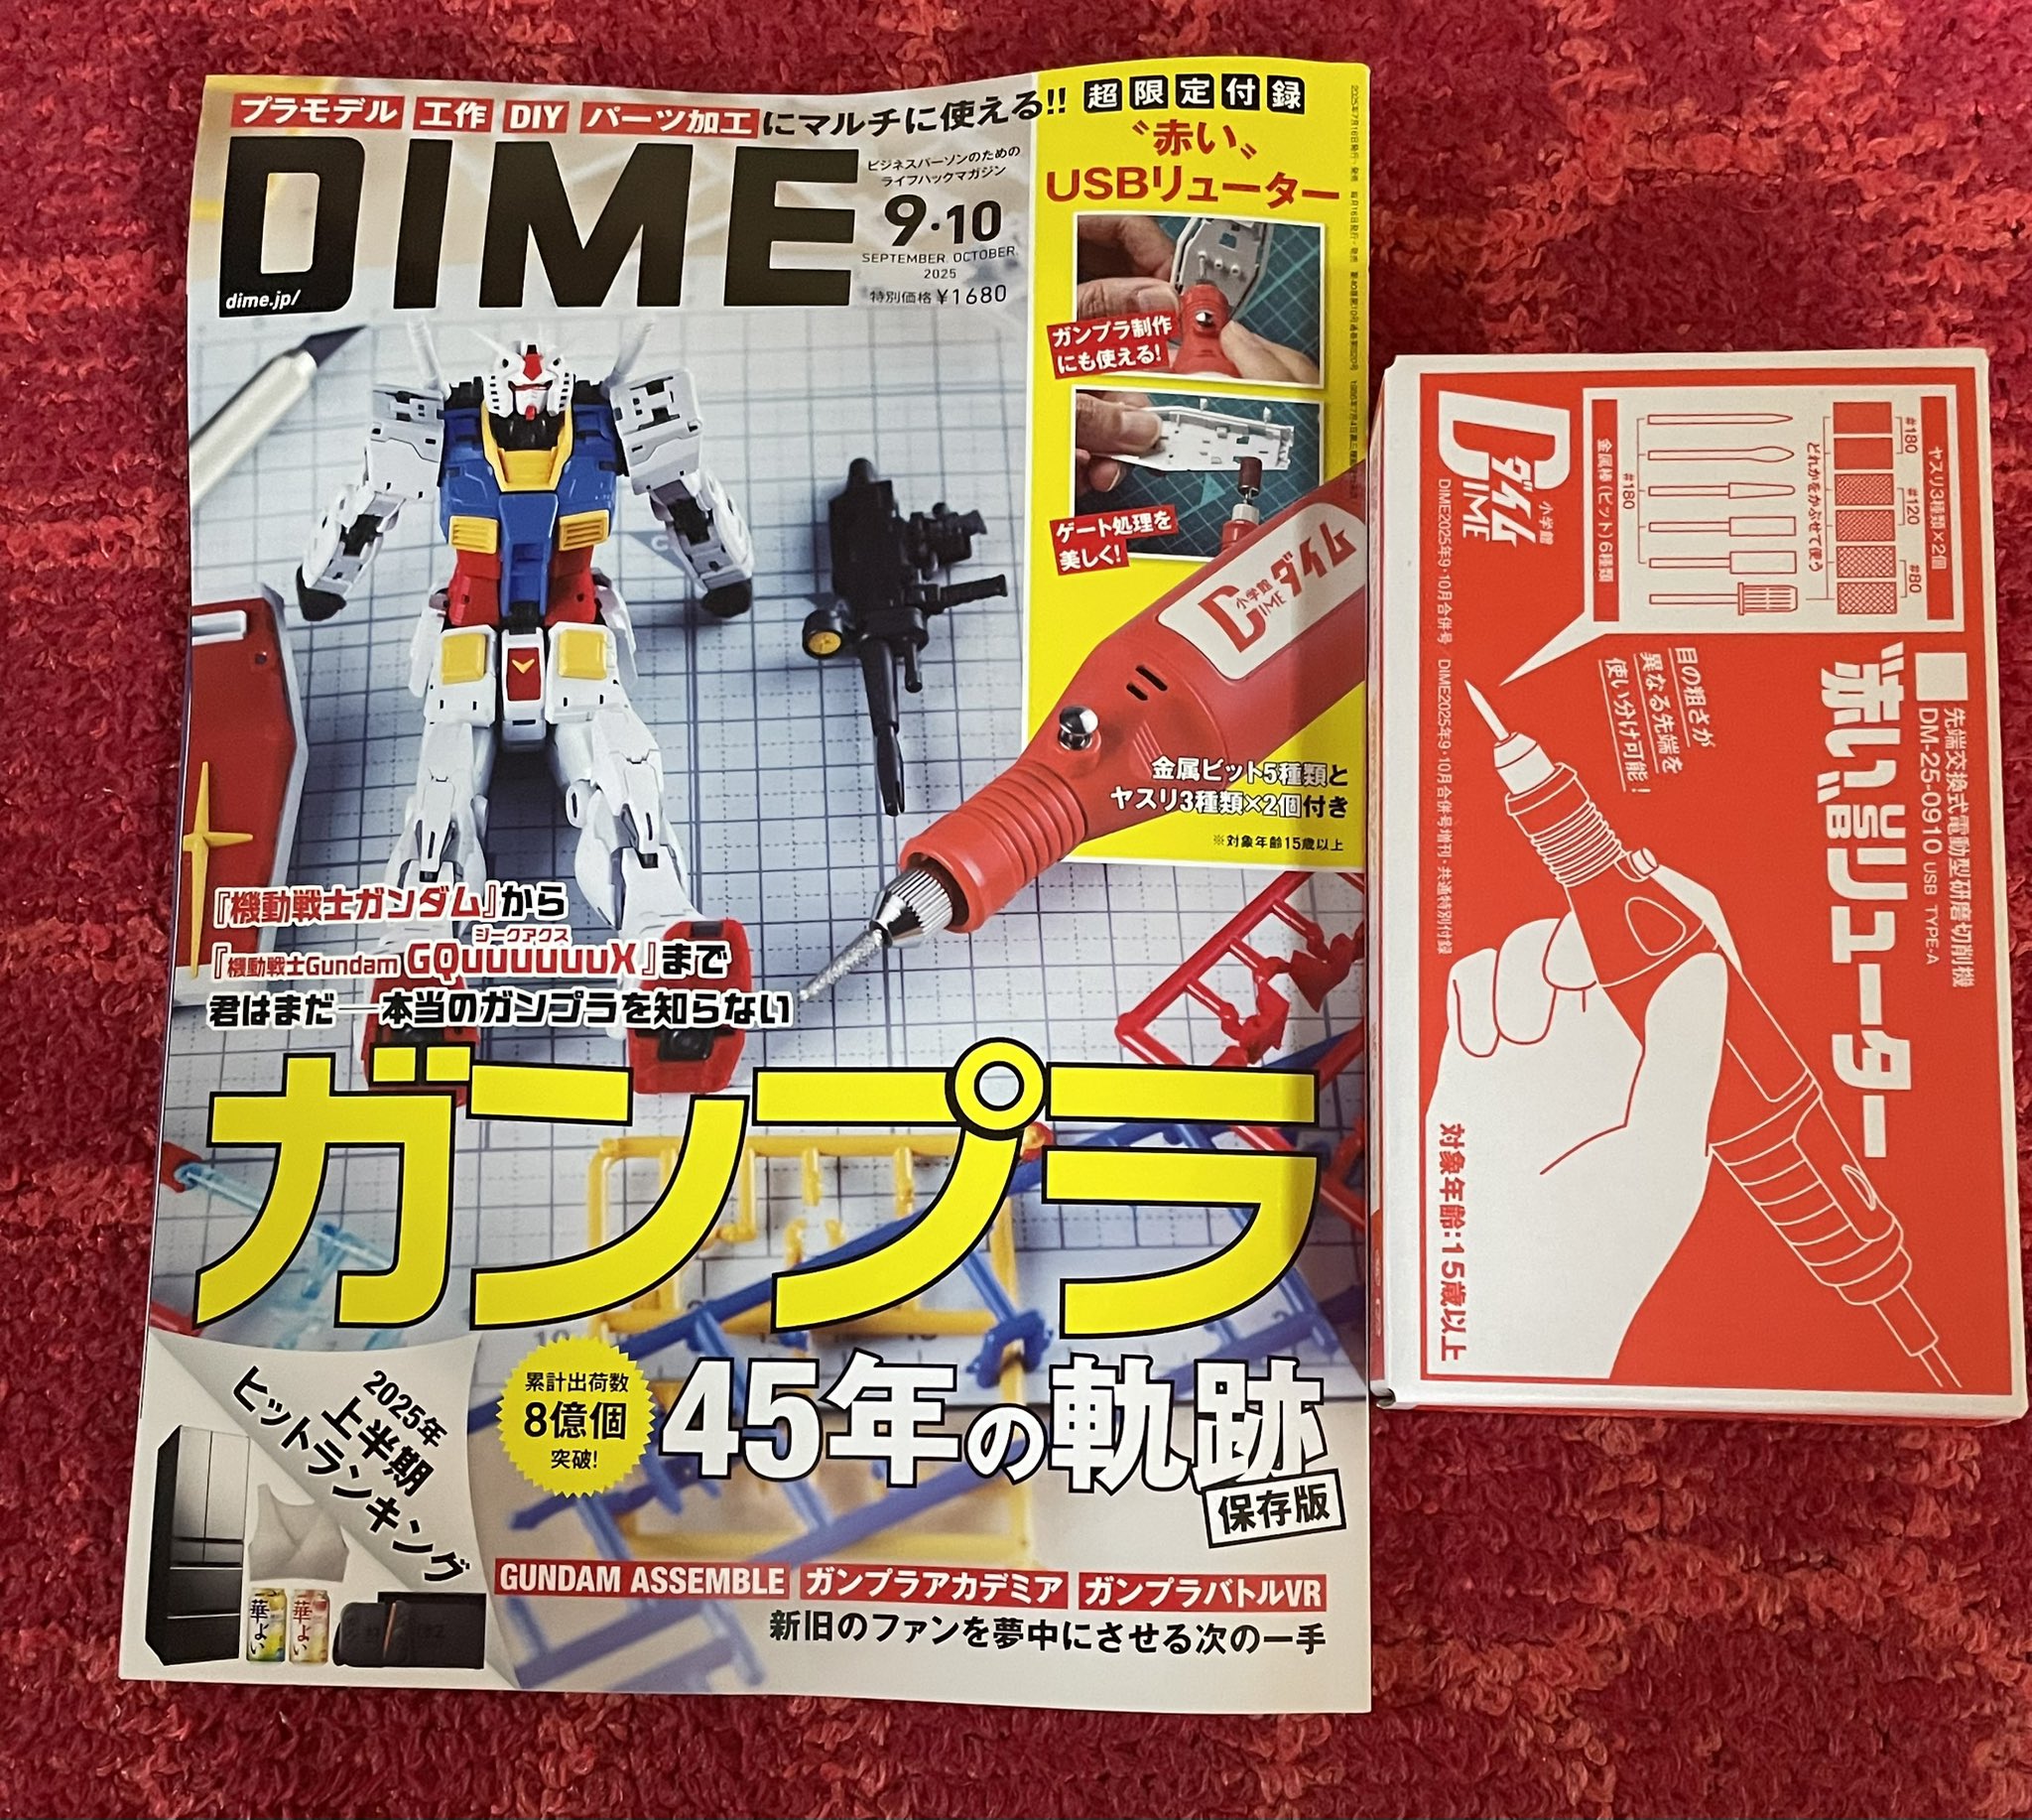 プラモデル 工作 DIY パーツ加工 にマルチに使える!!
DIME
dime.jp/
ビジネスパーソンのための
ライフハックマガジン
9・10
SEPTEMBER. OCTOBER.
2025
特別価格 ¥1680
超限定付録
〝赤い〟
USBリューター
ガンプラ制作
にも使える!
ゲート処理を
美しく!
小学館
DIME
ダイム
金属ビット5種類と
ヤスリ3種類×2個付き
※対象年齢15歳以上
『機動戦士ガンダム』から
ジークアクス
『機動戦士Gundam GQuuuuuuX』まで
君はまだ―本当のガンプラを知らない
ガンプラ
45年の軌跡
保存版
累計出荷数
8億個
突破!
2025年
上半期
ヒットランキング
華よい
華よい
GUNDAM ASSEMBLE ガンプラアカデミア ガンプラバトルVR
新旧のファンを夢中にさせる次の一手
ヤスリ3種類×2個
#180 #120 #80
どれかをかぶせて使う
#180
金属棒(ビット)6種類
小学館
ダイム
DIME
DIME2025年9・10月合併号/DIME2025年9・10月合併号増刊・共通特別付録
先端交換式電動型研磨切削機
DM-25-0910 USB TYPE-A
〝赤い〟USBリューター
目の粗さが
異なる先端を
使い分け可能!
対象年齢:15歳以上